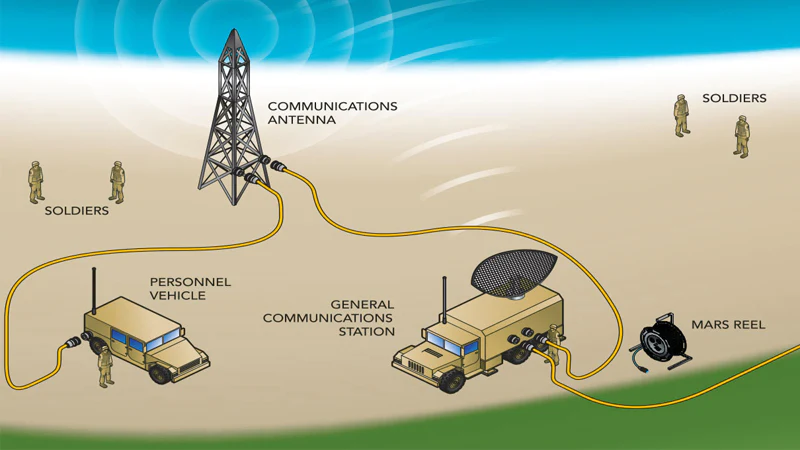 COMMUNICATIONS
ANTENNA
SOLDIERS
SOLDIERS
PERSONNEL
VEHICLE
GENERAL
COMMUNICATIONS
STATION
MARS REEL